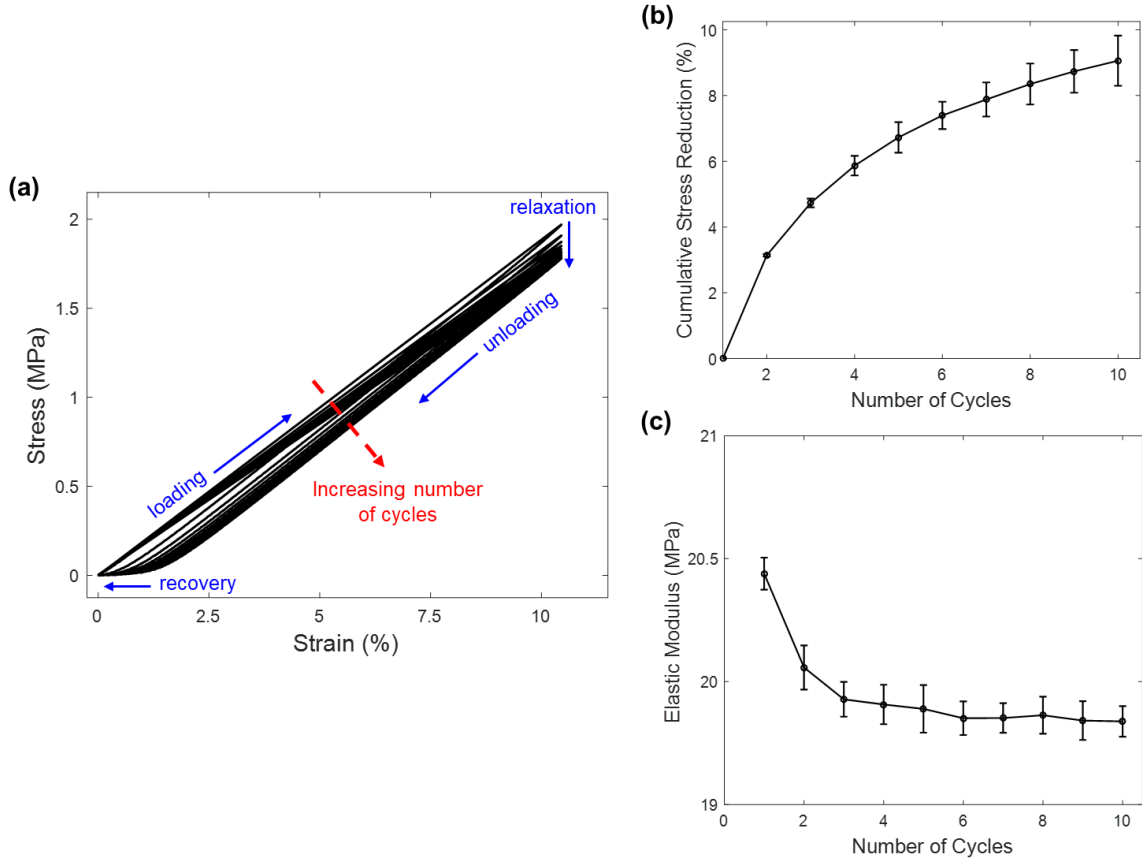 (a)
Stress (MPa)
2
1.5
1
0.5
0
0
2.5
5
7.5
10
Strain (%)
relaxation
loading
unloading
Increasing number
of cycles
recovery
(b)
Cumulative Stress Reduction (%)
10
8
6
4
2
0
2
4
6
8
10
Number of Cycles
(c)
Elastic Modulus (MPa)
21
20.5
20
19
0
2
4
6
8
10
Number of Cycles